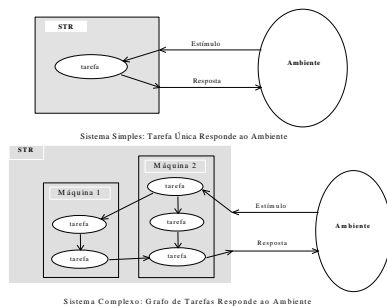 STR
Estímulo
tarefa
Ambiente
Resposta
Sistema Simples: Tarefa Única Responde ao Ambiente
STR
Máquina 2
Máquina 1
tarefa
Estímulo
tarefa
tarefa
Ambiente
Resposta
tarefa
tarefa
Sistema Complexo: Grafo de Tarefas Responde ao Ambiente